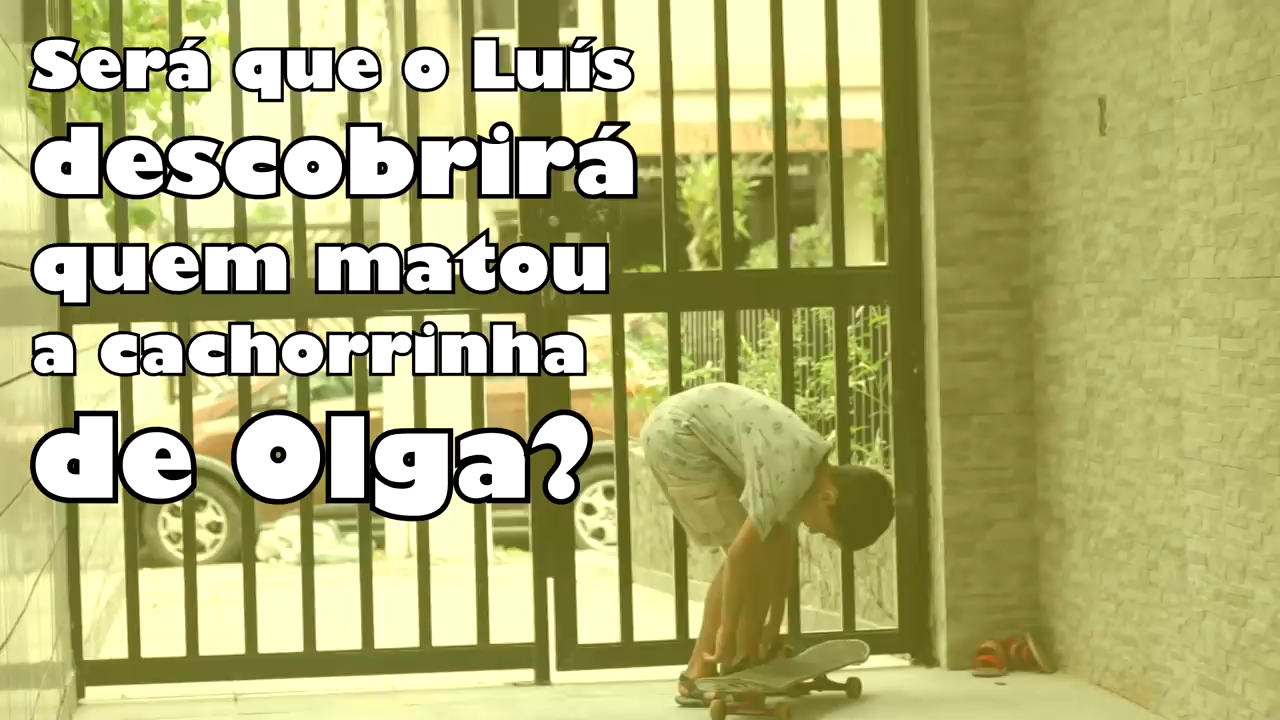 Será que o Luís
descobrirá
quem matou
a cachorrinha
de Olga?